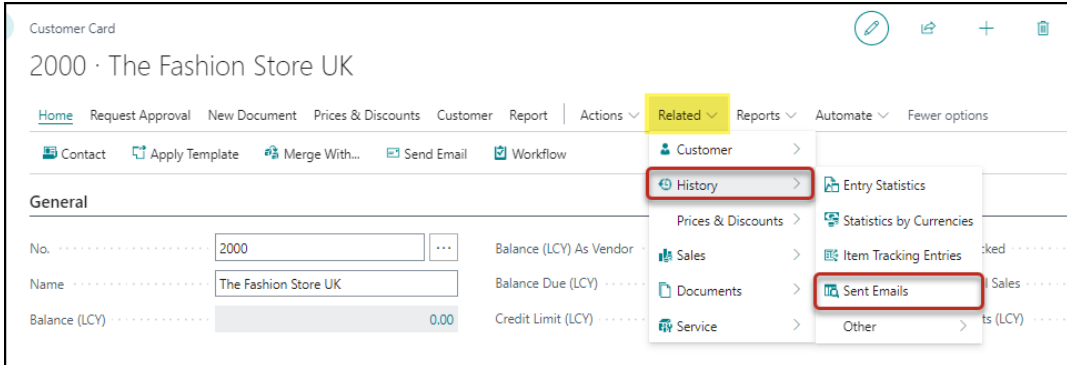 Customer Card
2000 · The Fashion Store UK
Home Request Approval New Document Prices & Discounts Customer Report Actions Related Reports Automate Fewer options
Contact Apply Template Merge With... Send Email Workflow
Customer
History
Prices & Discounts
Sales
Documents
Service
Entry Statistics
Statistics by Currencies
Item Tracking Entries
Sent Emails
Other
General
No. 2000 ...
Name The Fashion Store UK
Balance (LCY) 0.00
Balance (LCY) As Vendor
Balance Due (LCY)
Credit Limit (LCY)
Sales
(LCY)